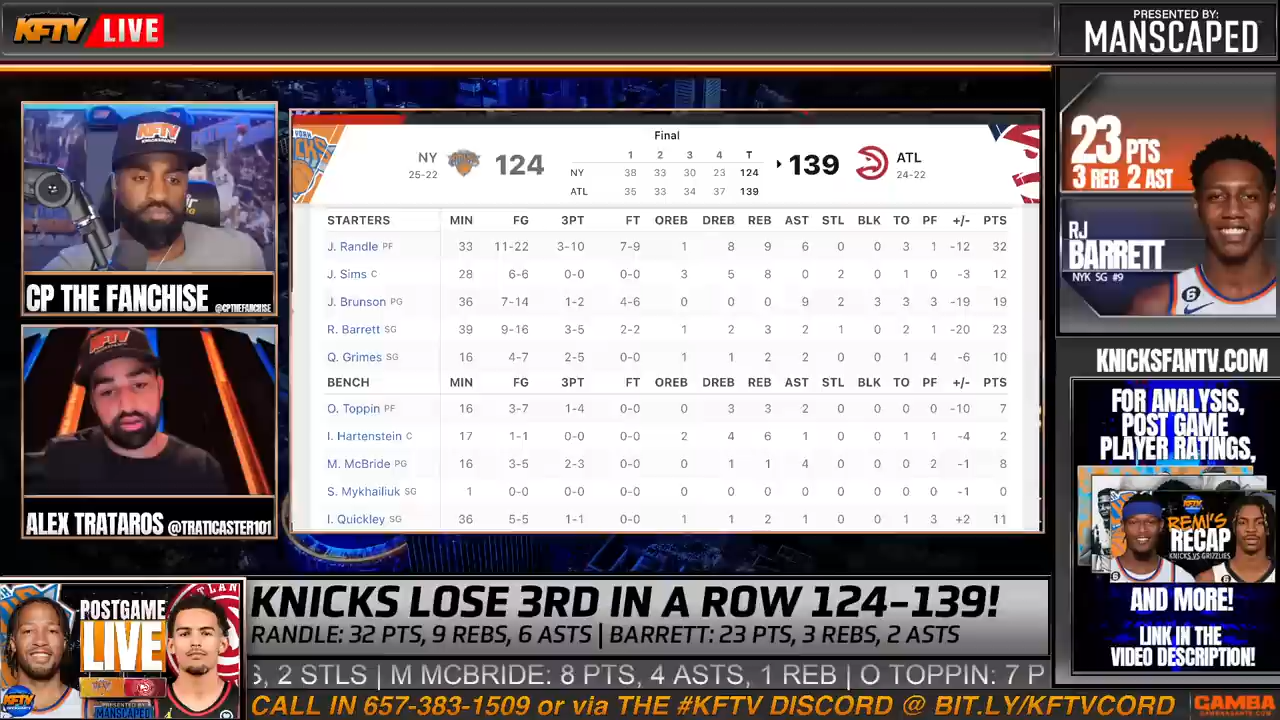 KFTV LIVE
PRESENTED BY:
MANSCAPED
KFTV
CP THE FANCHISE @CPTHEFANCHISE
KFTV
ALEX TRATAROS @TRATICASTER101
Final
NY
25-22
124
1 2 3 4 T
NY 38 33 30 23 124
ATL 35 33 34 37 139
139
ATL
24-22
STARTERS MIN FG 3PT FT OREB DREB REB AST STL BLK TO PF +/- PTS
J. Randle PF 33 11-22 3-10 7-9 1 8 9 6 0 0 3 1 -12 32
J. Sims C 28 6-6 0-0 0-0 3 5 8 0 2 0 1 0 -3 12
J. Brunson PG 36 7-14 1-2 4-6 0 0 0 9 2 3 3 3 -19 19
R. Barrett SG 39 9-16 3-5 2-2 1 2 3 2 1 0 2 1 -20 23
Q. Grimes SG 16 4-7 2-5 0-0 1 1 2 2 0 0 1 4 -6 10
BENCH MIN FG 3PT FT OREB DREB REB AST STL BLK TO PF +/- PTS
O. Toppin PF 16 3-7 1-4 0-0 0 3 3 2 0 0 0 0 -10 7
I. Hartenstein C 17 1-1 0-0 0-0 2 4 6 1 0 0 1 1 -4 2
M. McBride PG 16 3-5 2-3 0-0 0 1 1 4 0 0 0 2 -1 8
S. Mykhailiuk SG 1 0-0 0-0 0-0 0 0 0 0 0 0 0 0 -1 0
I. Quickley SG 36 5-5 1-1 0-0 1 1 2 1 0 0 1 3 +2 11
23 PTS
3 REB 2 AST
RJ
BARRETT
NYK SG #9
6
KNICKSFANTV.COM
FOR ANALYSIS,
POST GAME
PLAYER RATINGS,
KFTV
REMI'S
RECAP
KNICKS VS GRIZZLIES
AND MORE!
LINK IN THE
VIDEO DESCRIPTION!
POSTGAME
LIVE
PRESENTED BY
MANSCAPED
KFTV
KNICKS LOSE 3RD IN A ROW 124-139!
RANDLE: 32 PTS, 9 REBS, 6 ASTS | BARRETT: 23 PTS, 3 REBS, 2 ASTS
S, 2 STLS | M MCBRIDE: 8 PTS, 4 ASTS, 1 REB | O TOPPIN: 7 P
CALL IN 657-383-1509 or via THE #KFTV DISCORD @ BIT.LY/KFTVCORD
GAMBA